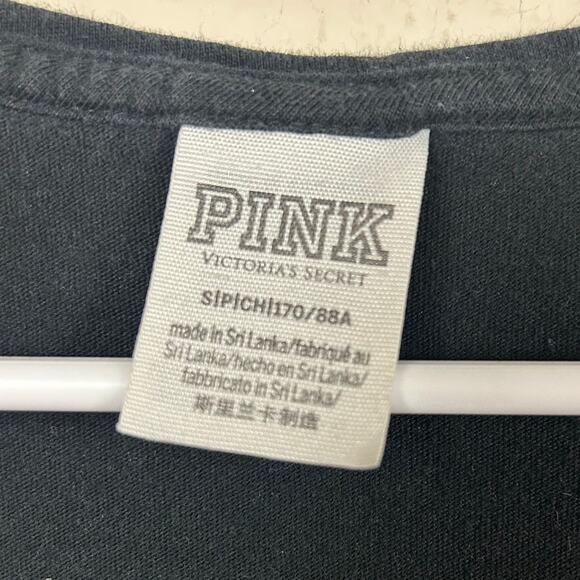 PINK
VICTORIA'S SECRET
S|P|CH|170/88A
made in Sri Lanka/fabriqué au
Sri Lanka/hecho en Sri Lanka/
fabbricato in Sri Lanka/
斯里兰卡制造